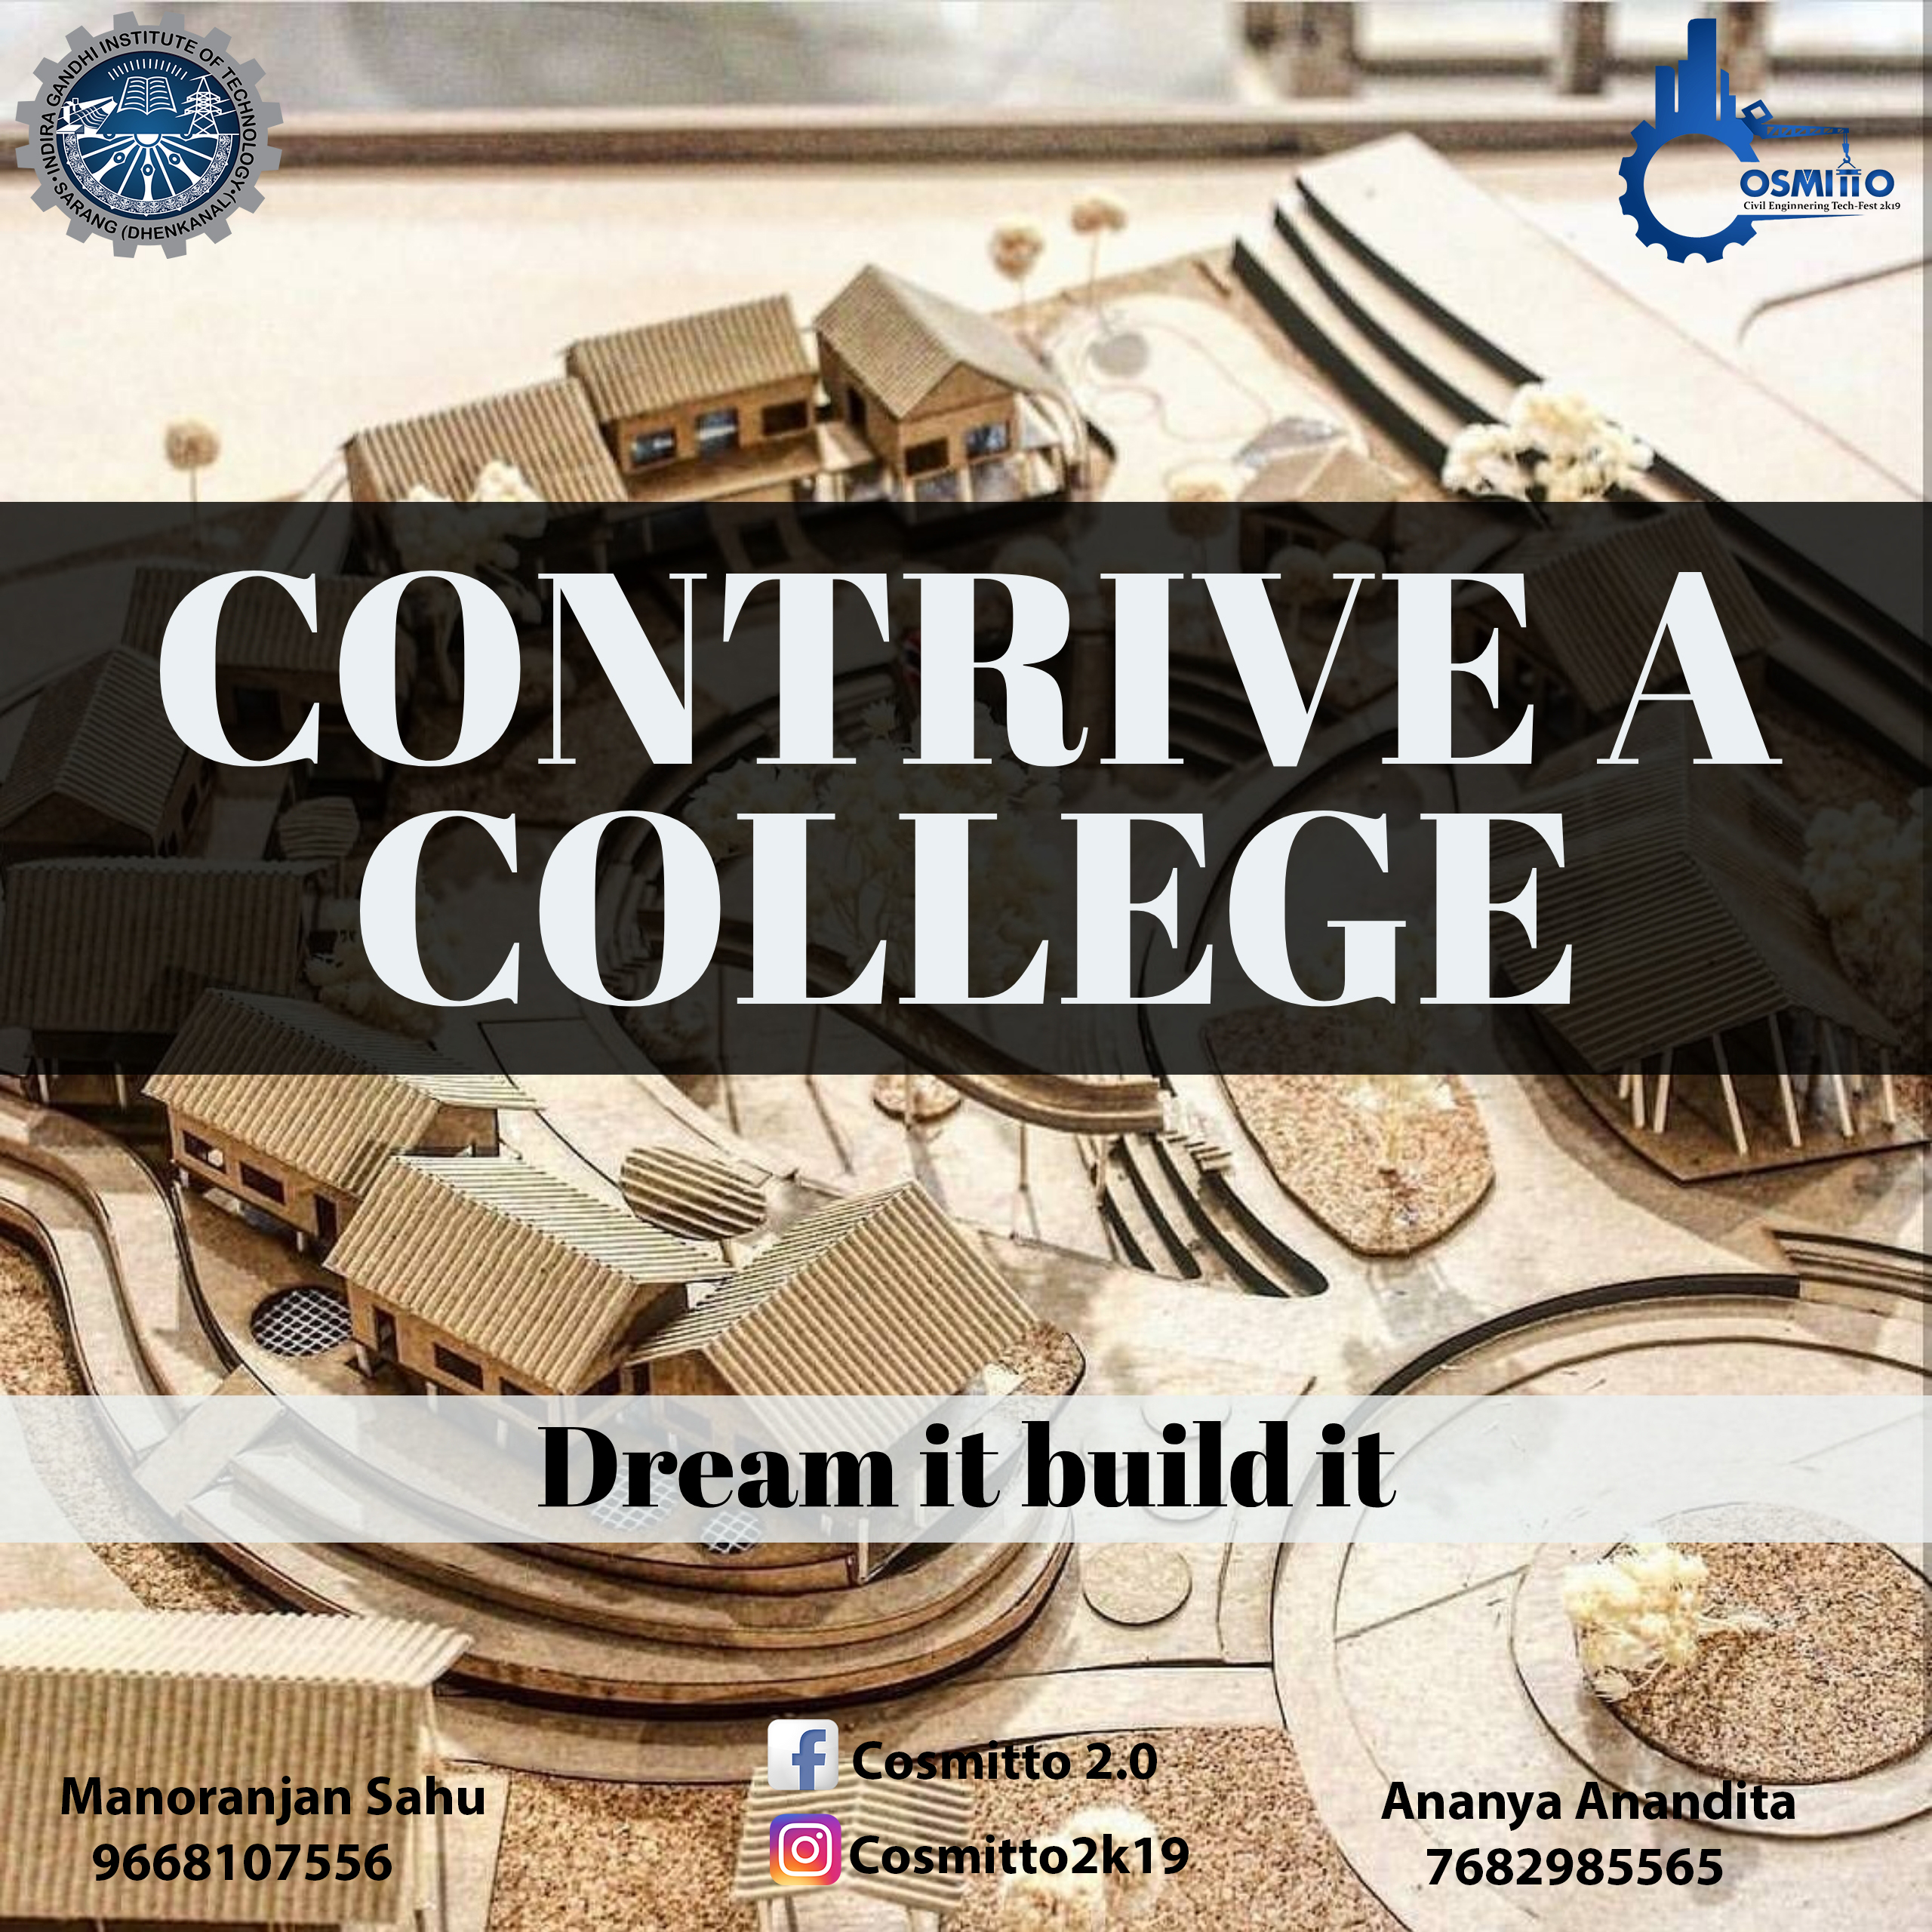 INDIRA GANDHI INSTITUTE OF TECHNOLOGY
SARANG (DHENKANAL)
COSMITTO
Civil Enginnering Tech-Fest 2k19
CONTRIVE A
COLLEGE
Dream it build it
Manoranjan Sahu
9668107556
Cosmitto 2.0
Cosmitto2k19
Ananya Anandita
7682985565